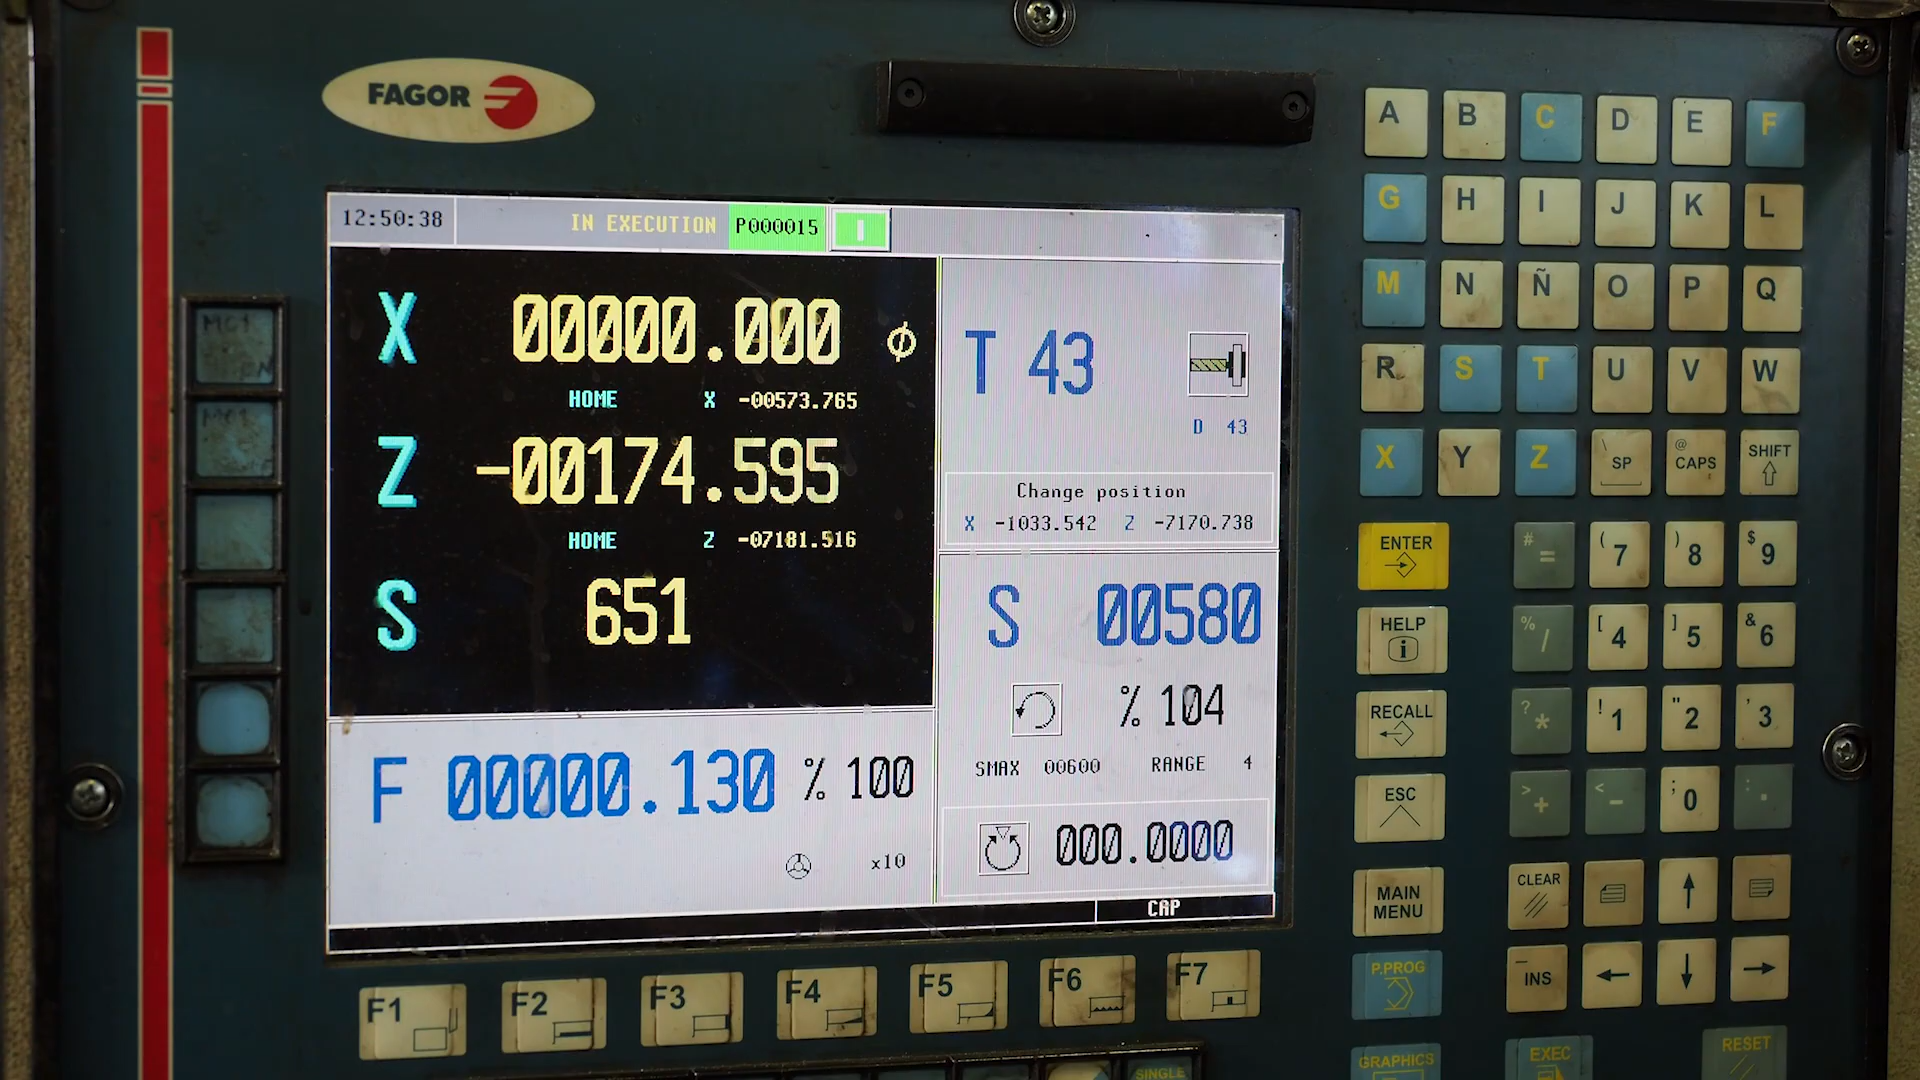 FAGOR
12:50:38 IN EXECUTION P000015
X 00000.000 ϕ
HOME X -00573.765
Z -00174.595
HOME Z -07181.516
S 651
F 00000.130 % 100
x10
T 43
D 43
Change position
X -1033.542 Z -7170.738
S 00580
% 104
SMAX 00600 RANGE 4
000.0000
CAP
A B C D E F
G H I J K L
M N Ñ O P Q
R S T U V W
X Y Z \ SP @ CAPS SHIFT
ENTER # = ( 7 ) 8 $ 9
HELP % / [ 4 ] 5 & 6
RECALL ? * ! 1 " 2 ' 3
ESC > + < - ; 0 : .
MAIN
MENU
CLEAR
P.PROG
INS
F1 F2 F3 F4 F5 F6 F7
GRAPHICS EXEC RESET
SINGLE